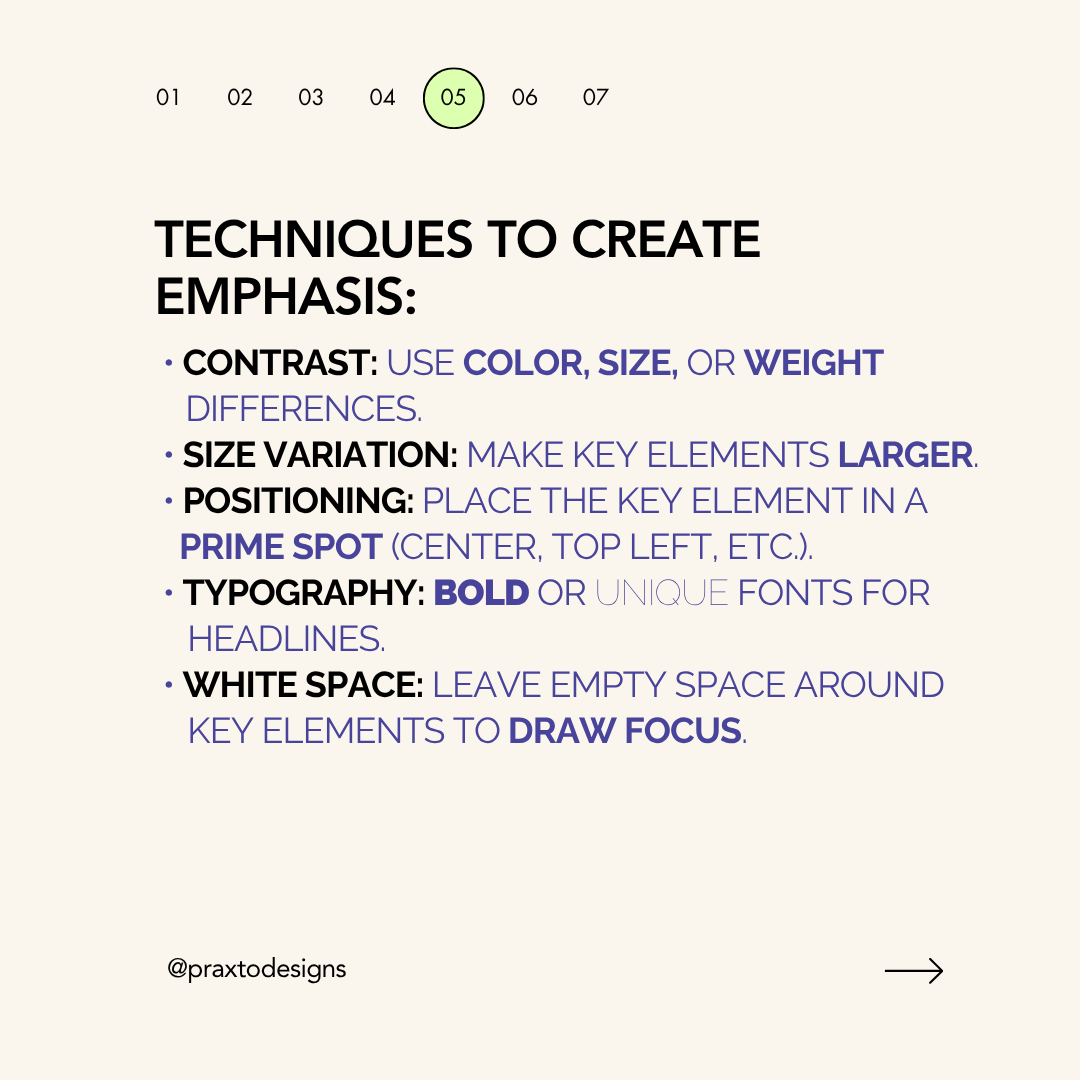 01 02 03 04 05 06 07
TECHNIQUES TO CREATE
EMPHASIS:
• CONTRAST: USE COLOR, SIZE, OR WEIGHT
DIFFERENCES.
• SIZE VARIATION: MAKE KEY ELEMENTS LARGER.
• POSITIONING: PLACE THE KEY ELEMENT IN A
PRIME SPOT (CENTER, TOP LEFT, ETC.).
• TYPOGRAPHY: BOLD OR UNIQUE FONTS FOR
HEADLINES.
• WHITE SPACE: LEAVE EMPTY SPACE AROUND
KEY ELEMENTS TO DRAW FOCUS.
@praxtodesigns